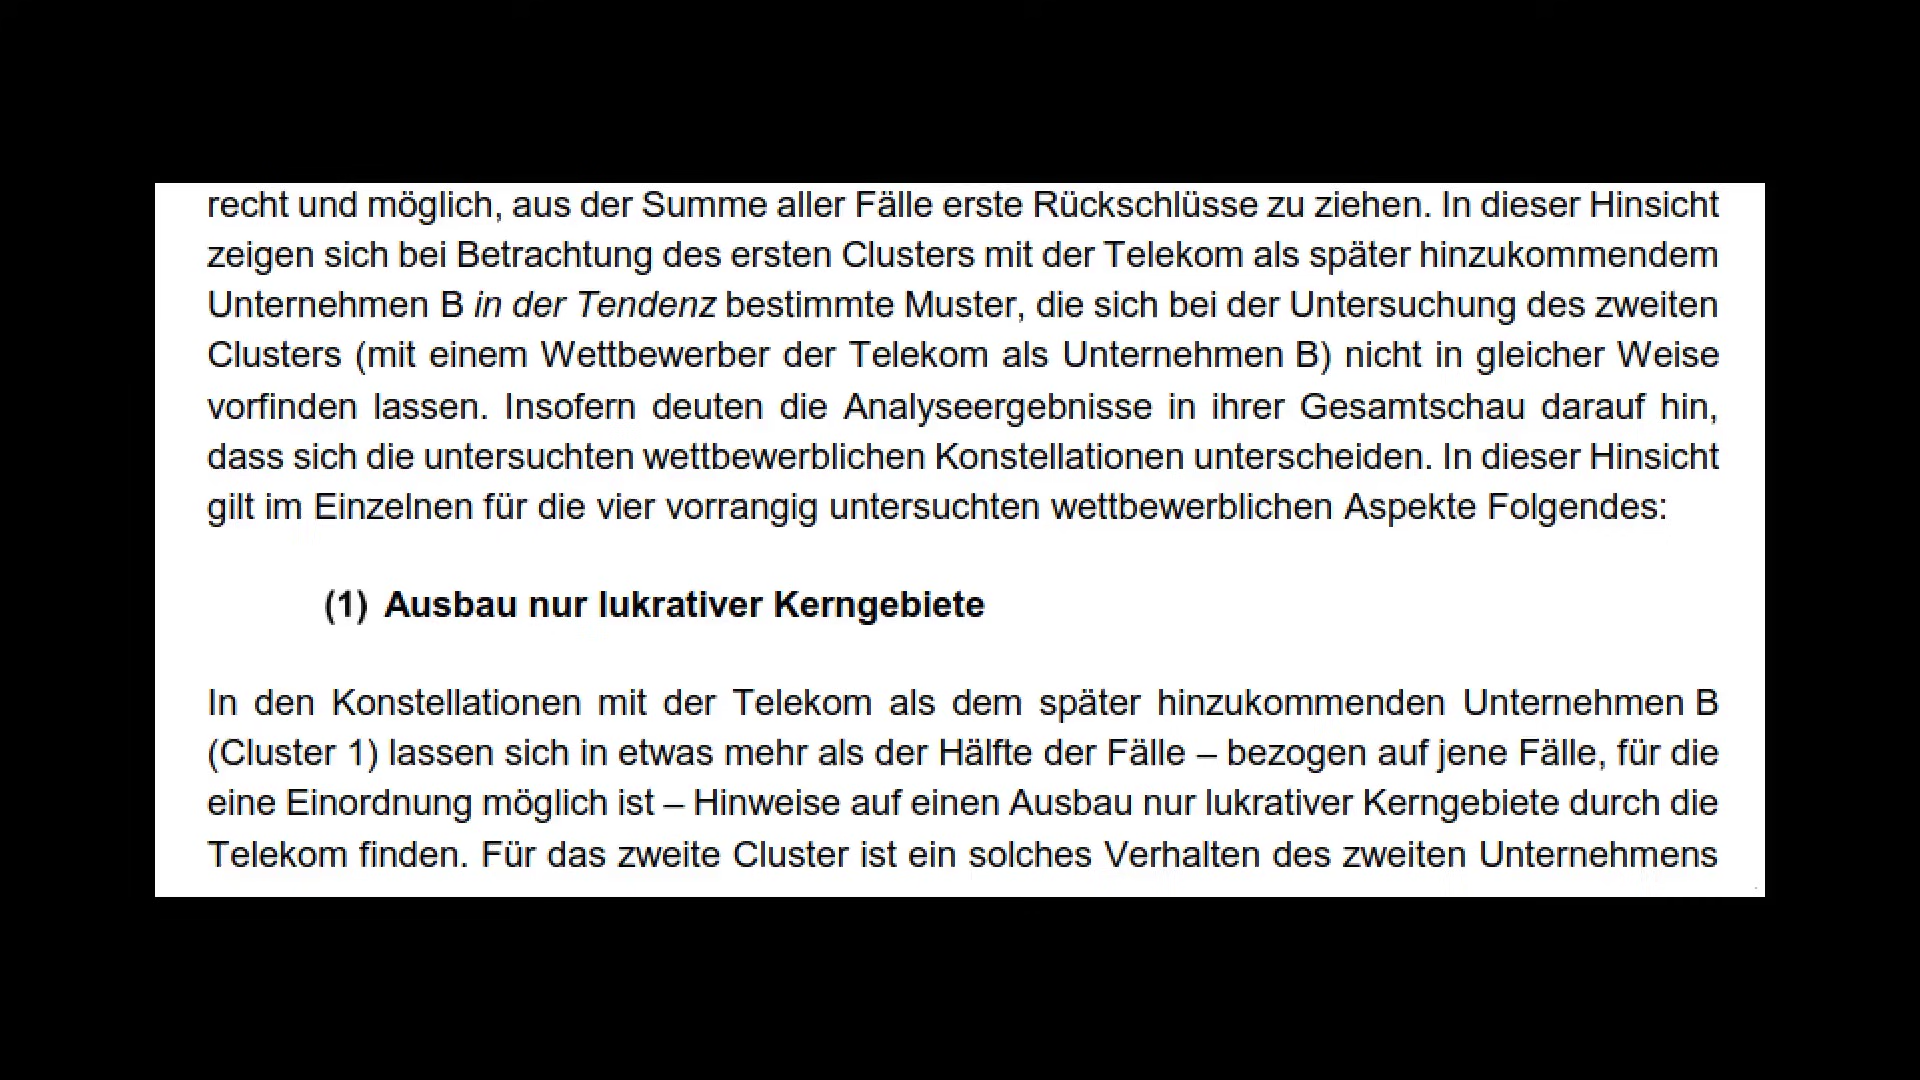 recht und möglich, aus der Summe aller Fälle erste Rückschlüsse zu ziehen. In dieser Hinsicht
zeigen sich bei Betrachtung des ersten Clusters mit der Telekom als später hinzukommendem
Unternehmen B in der Tendenz bestimmte Muster, die sich bei der Untersuchung des zweiten
Clusters (mit einem Wettbewerber der Telekom als Unternehmen B) nicht in gleicher Weise
vorfinden lassen. Insofern deuten die Analyseergebnisse in ihrer Gesamtschau darauf hin,
dass sich die untersuchten wettbewerblichen Konstellationen unterscheiden. In dieser Hinsicht
gilt im Einzelnen für die vier vorrangig untersuchten wettbewerblichen Aspekte Folgendes:
(1) Ausbau nur lukrativer Kerngebiete
In den Konstellationen mit der Telekom als dem später hinzukommenden Unternehmen B
(Cluster 1) lassen sich in etwas mehr als der Hälfte der Fälle – bezogen auf jene Fälle, für die
eine Einordnung möglich ist – Hinweise auf einen Ausbau nur lukrativer Kerngebiete durch die
Telekom finden. Für das zweite Cluster ist ein solches Verhalten des zweiten Unternehmens